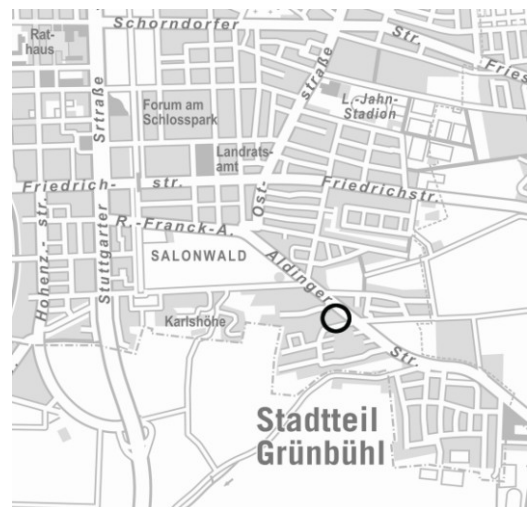 Schorndorfer
Str.
Fries
Rat-
haus
Srtraße
straße
L.-Jahn-
Stadion
Forum am
Schlosspark
Landrats-
amt
Friedrich-
str.
Friedrichstr.
Ost-
R.-Franck-A.
Hohenz.- str.
Stuttgarter
SALONWALD
Aldinger
Karlshöhe
Str.
Stadtteil
Grünbühl